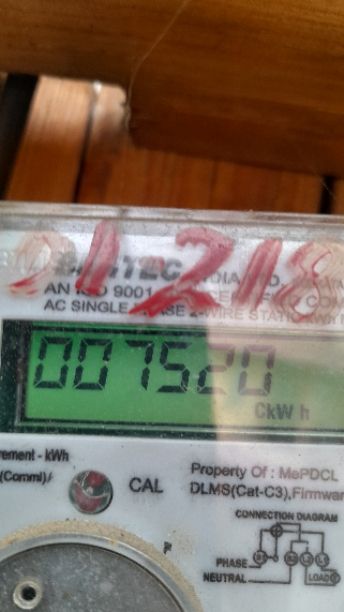 21218
AN ISO 9001
AC SINGLE PHASE 2-WIRE STATIC
007520
CkWh
rement - kWh
(Comml)/
CAL
Property Of : MePDCL
DLMS(Cat-C3),Firmwar
CONNECTION DIAGRAM
PHASE
NEUTRAL
LOAD